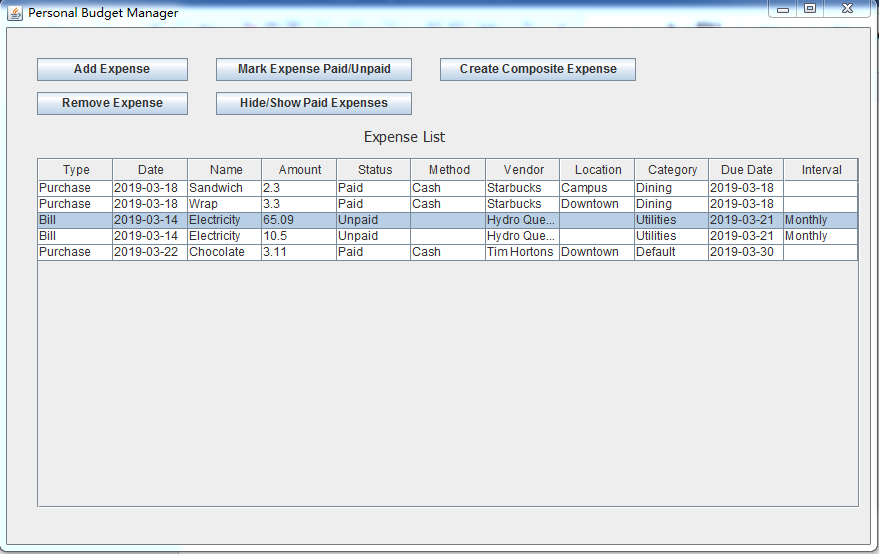 Personal Budget Manager
Add Expense Mark Expense Paid/Unpaid Create Composite Expense
Remove Expense Hide/Show Paid Expenses
Expense List
Type Date Name Amount Status Method Vendor Location Category Due Date Interval
Purchase 2019-03-18 Sandwich 2.3 Paid Cash Starbucks Campus Dining 2019-03-18
Purchase 2019-03-18 Wrap 3.3 Paid Cash Starbucks Downtown Dining 2019-03-18
Bill 2019-03-14 Electricity 65.09 Unpaid Hydro Que... Utilities 2019-03-21 Monthly
Bill 2019-03-14 Electricity 10.5 Unpaid Hydro Que... Utilities 2019-03-21 Monthly
Purchase 2019-03-22 Chocolate 3.11 Paid Cash Tim Hortons Downtown Default 2019-03-30